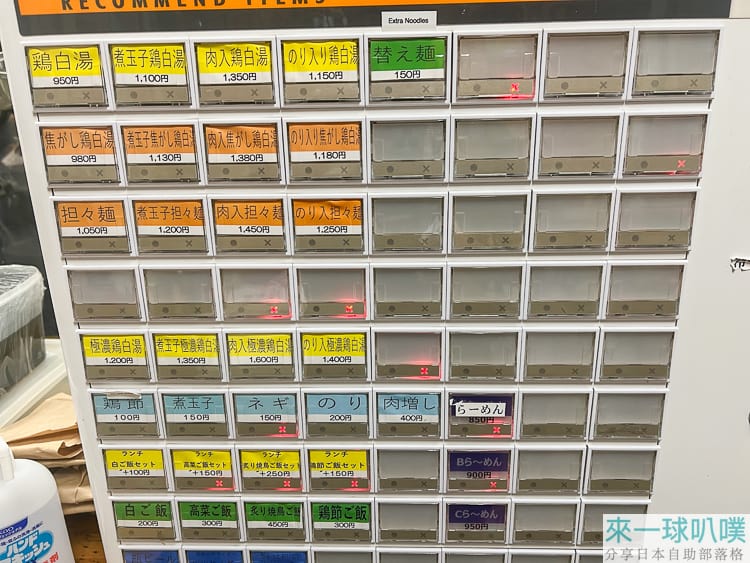 RECOMMEND ITEMS
Extra Noodles
鶏白湯 煮玉子鶏白湯 肉入鶏白湯 のり入り鶏白湯 替え麺
950円 1,100円 1,350円 1,150円 150円
焦がし鶏白湯 煮玉子焦がし鶏白湯 肉入焦がし鶏白湯 のり入り焦がし鶏白湯
980円 1,130円 1,380円 1,180円
担々麺 煮玉子担々麺 肉入担々麺 のり入り担々麺
1,050円 1,200円 1,450円 1,250円
極濃鶏白湯 煮玉子極濃鶏白湯 肉入極濃鶏白湯 のり入極濃鶏白湯
1,200円 1,350円 1,600円 1,400円
鶏節 煮玉子 ネギ のり 肉増し らーめん
100円 150円 150円 200円 400円 850円
ランチ ランチ ランチ ランチ
白ご飯セット 高菜ご飯セット 炙り焼鳥ご飯セット 鶏節ご飯セット Bら〜めん
+100円 +150円 +250円 +150円 900円
白ご飯 高菜ご飯 炙り焼鳥ご飯 鶏節ご飯 Cら〜めん
200円 300円 450円 300円 950円
來一球叭噗
分享日本自助部落格